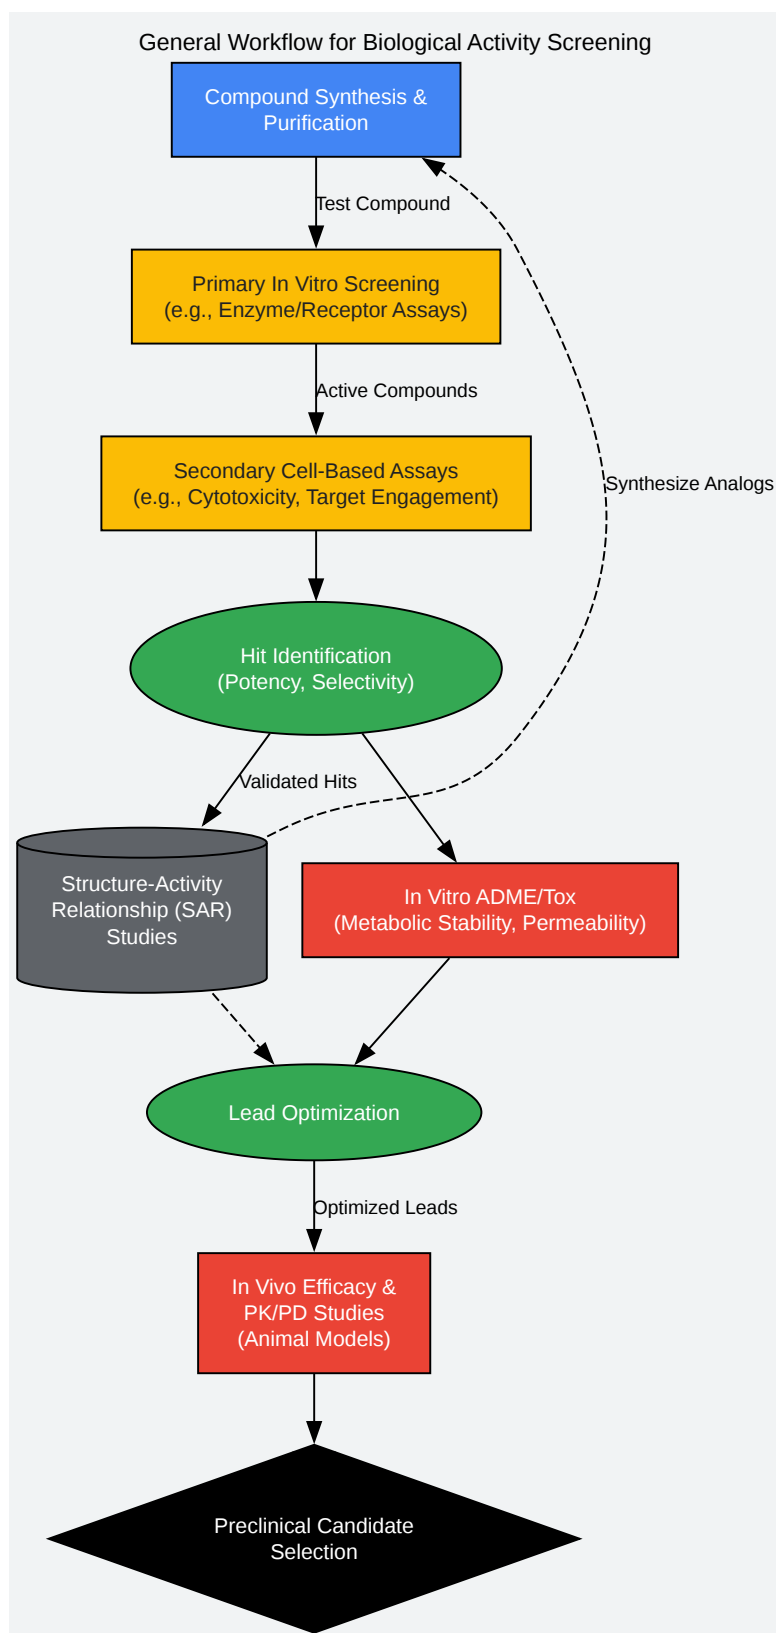 General Workflow for Biological Activity Screening
Compound Synthesis &
Purification
Test Compound
Primary In Vitro Screening
(e.g., Enzyme/Receptor Assays)
Active Compounds
Secondary Cell-Based Assays
(e.g., Cytotoxicity, Target Engagement)
Synthesize Analogs
Hit Identification
(Potency, Selectivity)
Validated Hits
Structure-Activity
Relationship (SAR)
Studies
In Vitro ADME/Tox
(Metabolic Stability, Permeability)
Lead Optimization
Optimized Leads
In Vivo Efficacy &
PK/PD Studies
(Animal Models)
Preclinical Candidate
Selection